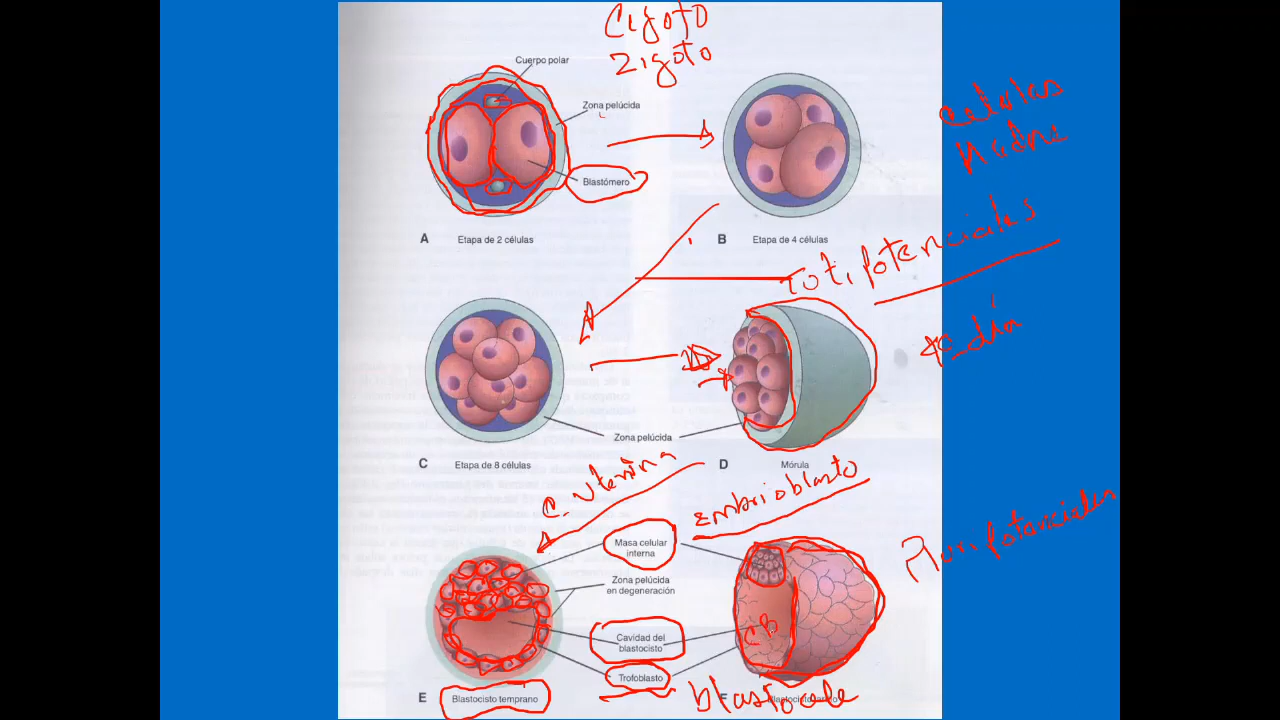 Cigoto
Zigoto
Cuerpo polar
Zona pelúcida
Blastómero
Células
Madre
A
Etapa de 2 células
B
Etapa de 4 células
Totipotenciales
4o día
Zona pelúcida
C
Etapa de 8 células
D
Mórula
C. uterina
Embrioblasto
Masa celular
interna
Pluripotenciales
Zona pelúcida
en degeneración
Cavidad del
blastocisto
CB
Trofoblasto
E
Blastocisto temprano
F
blastocele